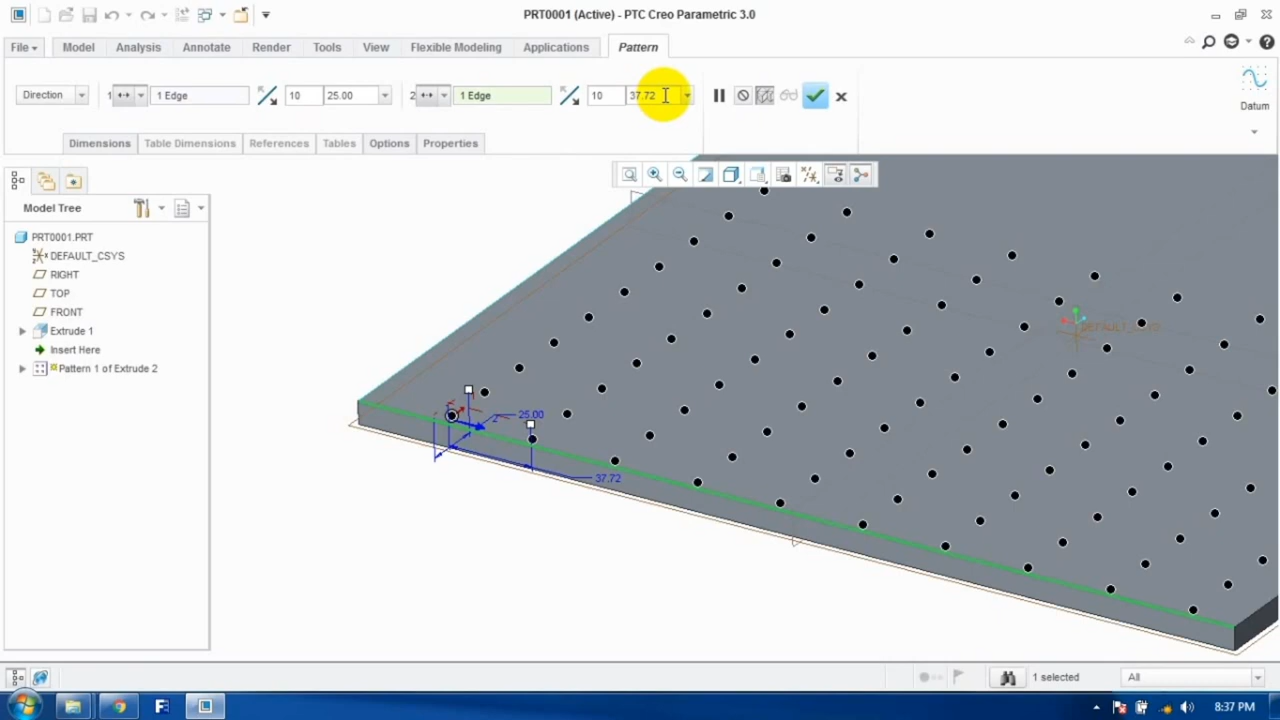 PRT0001 (Active) - PTC Creo Parametric 3.0
File Model Analysis Annotate Render Tools View Flexible Modeling Applications Pattern
Direction 1 1 Edge 10 25.00 2 1 Edge 10 37.72
Datum
Dimensions Table Dimensions References Tables Options Properties
Model Tree
PRT0001.PRT
DEFAULT_CSYS
RIGHT
TOP
FRONT
Extrude 1
Insert Here
Pattern 1 of Extrude 2
DEFAULT_CSYS
25.00
2
37.72
1 selected All
8:37 PM